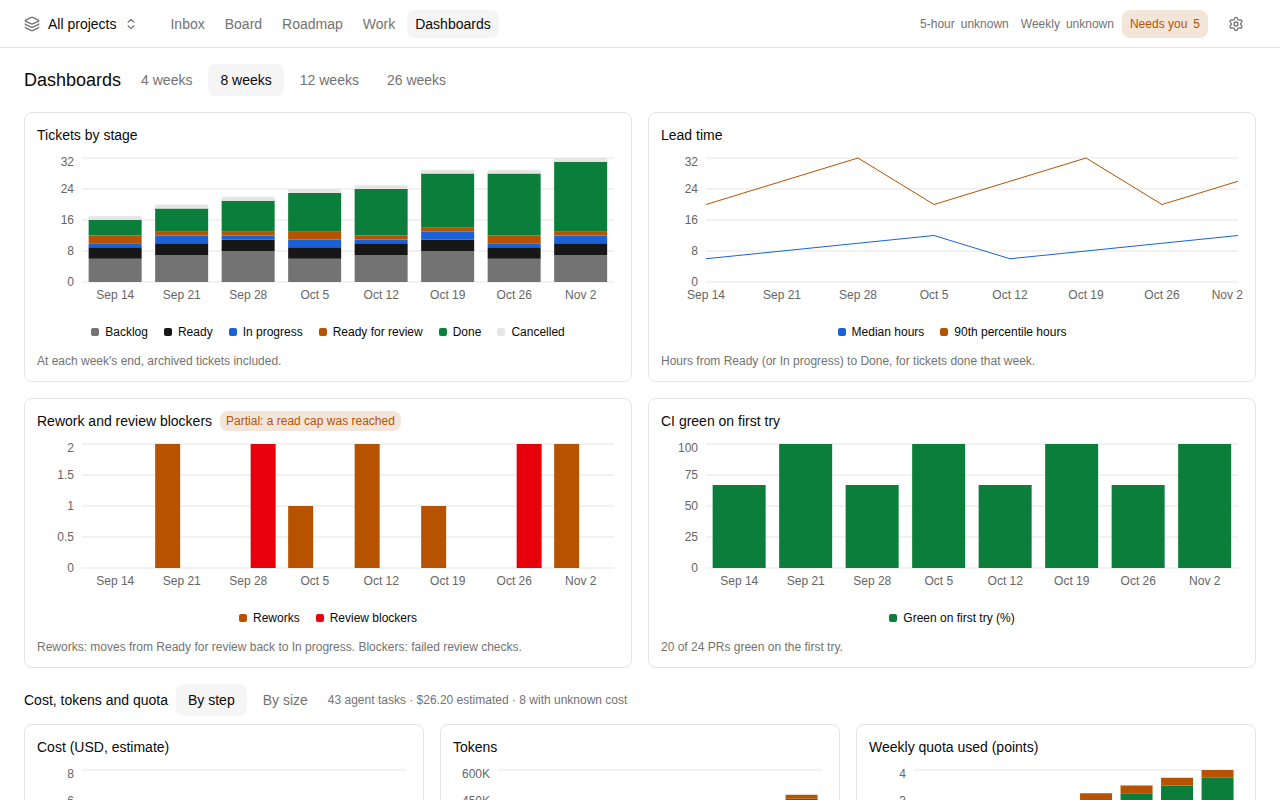 All projects Inbox Board Roadmap Work Dashboards 5-hour unknown Weekly unknown Needs you 5
Dashboards 4 weeks 8 weeks 12 weeks 26 weeks
Tickets by stage
32
24
16
8
0
Sep 14 Sep 21 Sep 28 Oct 5 Oct 12 Oct 19 Oct 26 Nov 2
Backlog Ready In progress Ready for review Done Cancelled
At each week's end, archived tickets included.
Lead time
32
24
16
8
0
Sep 14 Sep 21 Sep 28 Oct 5 Oct 12 Oct 19 Oct 26 Nov 2
Median hours 90th percentile hours
Hours from Ready (or In progress) to Done, for tickets done that week.
Rework and review blockers Partial: a read cap was reached
2
1.5
1
0.5
0
Sep 14 Sep 21 Sep 28 Oct 5 Oct 12 Oct 19 Oct 26 Nov 2
Reworks Review blockers
Reworks: moves from Ready for review back to In progress. Blockers: failed review checks.
CI green on first try
100
75
50
25
0
Sep 14 Sep 21 Sep 28 Oct 5 Oct 12 Oct 19 Oct 26 Nov 2
Green on first try (%)
20 of 24 PRs green on the first try.
Cost, tokens and quota By step By size 43 agent tasks · $26.20 estimated · 8 with unknown cost
Cost (USD, estimate)
8
6
Tokens
600K
450K
Weekly quota used (points)
4
3